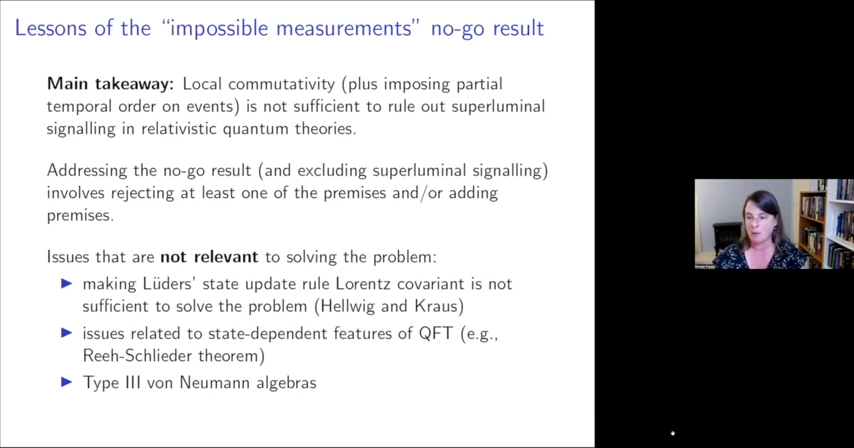 Lessons of the “impossible measurements” no-go result
Main takeaway: Local commutativity (plus imposing partial
temporal order on events) is not sufficient to rule out superluminal
signalling in relativistic quantum theories.
Addressing the no-go result (and excluding superluminal signalling)
involves rejecting at least one of the premises and/or adding
premises.
Issues that are not relevant to solving the problem:
▶ making Lüders’ state update rule Lorentz covariant is not
sufficient to solve the problem (Hellwig and Kraus)
▶ issues related to state-dependent features of QFT (e.g.,
Reeh-Schlieder theorem)
▶ Type III von Neumann algebras